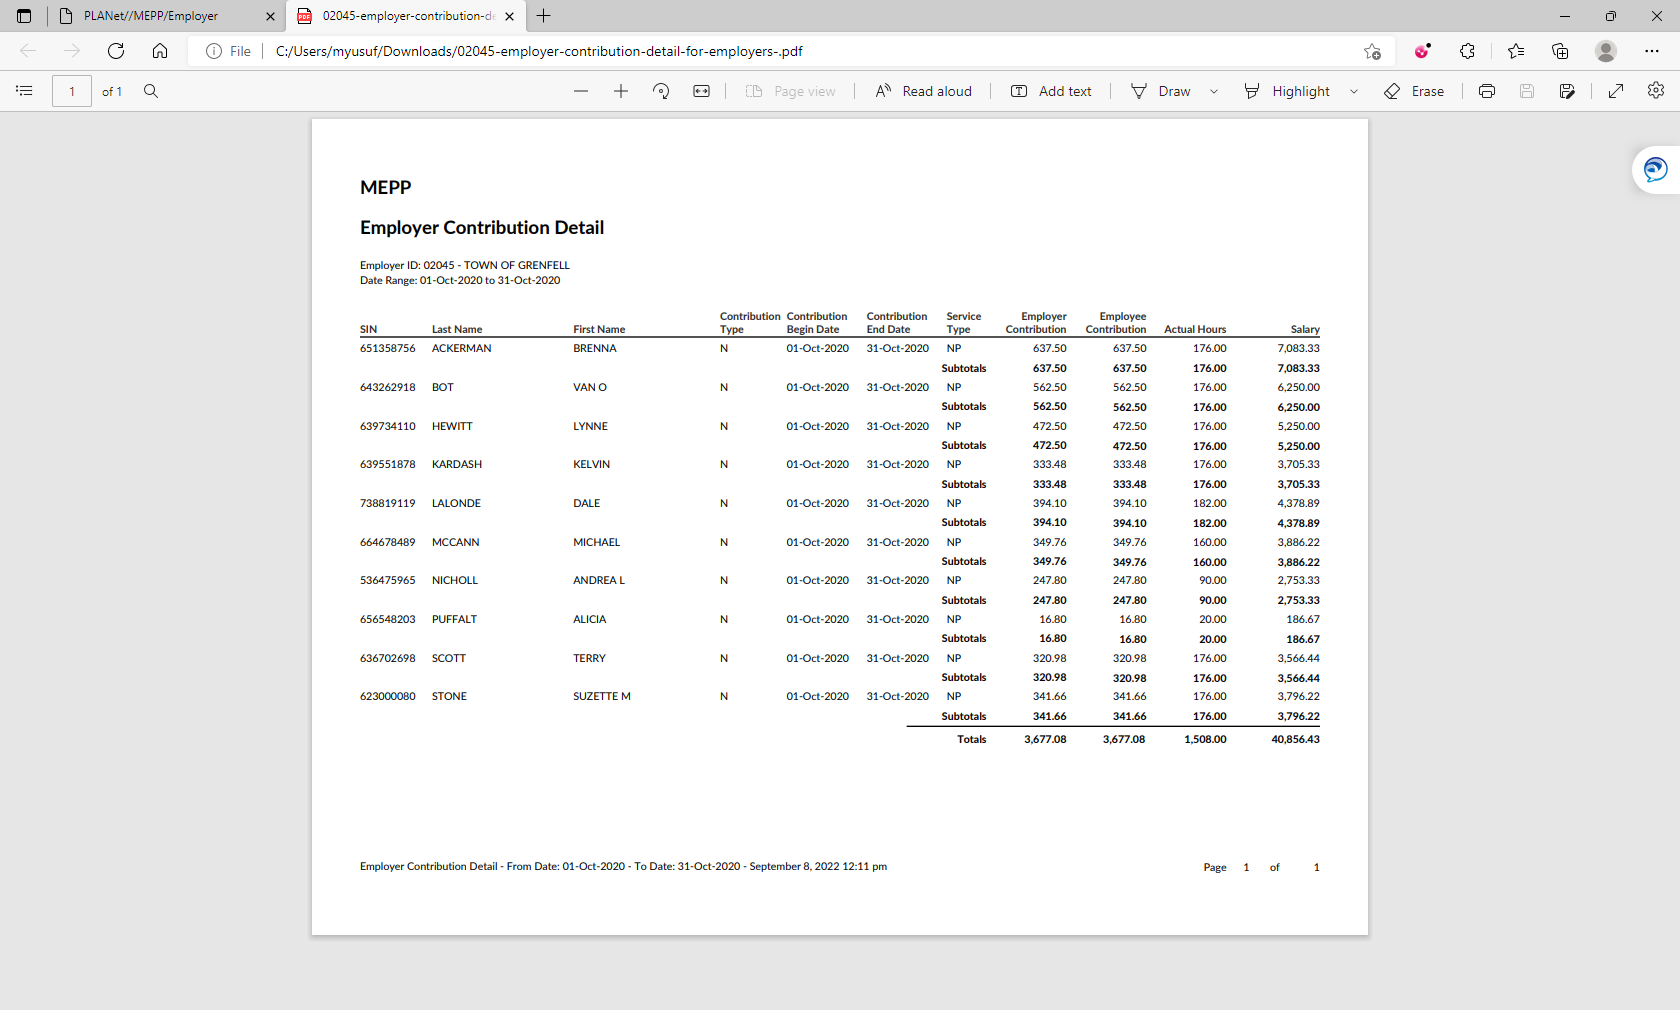 PLANet//MEPP/Employer
02045-employer-contribution-de
File
C:/Users/myusuf/Downloads/02045-employer-contribution-detail-for-employers-.pdf
1 of 1
Page view
Read aloud
Add text
Draw
Highlight
Erase
MEPP
Employer Contribution Detail
Employer ID: 02045 - TOWN OF GRENFELL
Date Range: 01-Oct-2020 to 31-Oct-2020
Contribution Contribution Contribution Service Employer Employee
SIN Last Name First Name Type Begin Date End Date Type Contribution Contribution Actual Hours Salary
651358756 ACKERMAN BRENNA N 01-Oct-2020 31-Oct-2020 NP 637.50 637.50 176.00 7,083.33
Subtotals 637.50 637.50 176.00 7,083.33
643262918 BOT VAN O N 01-Oct-2020 31-Oct-2020 NP 562.50 562.50 176.00 6,250.00
Subtotals 562.50 562.50 176.00 6,250.00
639734110 HEWITT LYNNE N 01-Oct-2020 31-Oct-2020 NP 472.50 472.50 176.00 5,250.00
Subtotals 472.50 472.50 176.00 5,250.00
639551878 KARDASH KELVIN N 01-Oct-2020 31-Oct-2020 NP 333.48 333.48 176.00 3,705.33
Subtotals 333.48 333.48 176.00 3,705.33
738819119 LALONDE DALE N 01-Oct-2020 31-Oct-2020 NP 394.10 394.10 182.00 4,378.89
Subtotals 394.10 394.10 182.00 4,378.89
664678489 MCCANN MICHAEL N 01-Oct-2020 31-Oct-2020 NP 349.76 349.76 160.00 3,886.22
Subtotals 349.76 349.76 160.00 3,886.22
536475965 NICHOLL ANDREA L N 01-Oct-2020 31-Oct-2020 NP 247.80 247.80 90.00 2,753.33
Subtotals 247.80 247.80 90.00 2,753.33
656548203 PUFFALT ALICIA N 01-Oct-2020 31-Oct-2020 NP 16.80 16.80 20.00 186.67
Subtotals 16.80 16.80 20.00 186.67
636702698 SCOTT TERRY N 01-Oct-2020 31-Oct-2020 NP 320.98 320.98 176.00 3,566.44
Subtotals 320.98 320.98 176.00 3,566.44
623000080 STONE SUZETTE M N 01-Oct-2020 31-Oct-2020 NP 341.66 341.66 176.00 3,796.22
Subtotals 341.66 341.66 176.00 3,796.22
Totals 3,677.08 3,677.08 1,508.00 40,856.43
Employer Contribution Detail - From Date: 01-Oct-2020 - To Date: 31-Oct-2020 - September 8, 2022 12:11 pm
Page 1 of 1